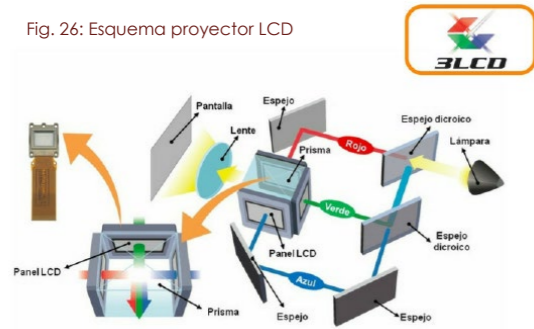 Fig. 26: Esquema proyector LCD
3LCD
Pantalla
Espejo
Lente
Prisma
Rojo
Espejo dicroico
Lámpara
Verde
Panel LCD
Espejo
dicroico
Azul
Espejo
Espejo
Panel LCD
Prisma